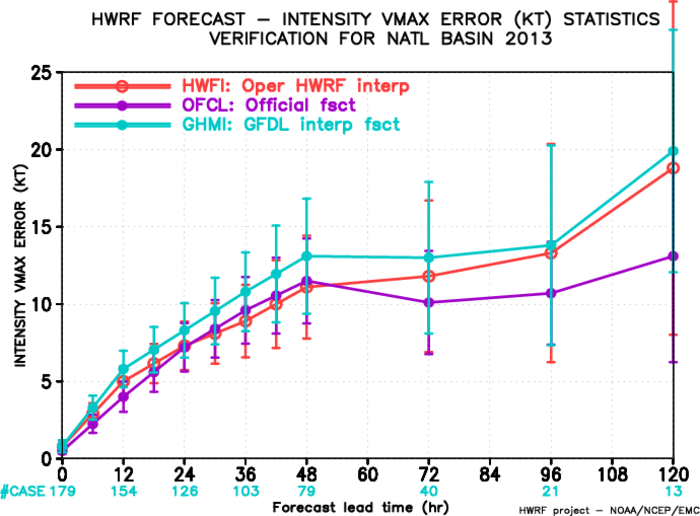 HWRF FORECAST – INTENSITY VMAX ERROR (KT) STATISTICS
VERIFICATION FOR NATL BASIN 2013
HWFI: Oper HWRF interp
OFCL: Official fsct
GHMI: GFDL interp fsct
INTENSITY VMAX ERROR (KT)
25
20
15
10
5
0
0 12 24 36 48 60 72 84 96 108 120
#CASE 179 154 126 103 79 40 21 13
Forecast lead time (hr)
HWRF project – NOAA/NCEP/EMC